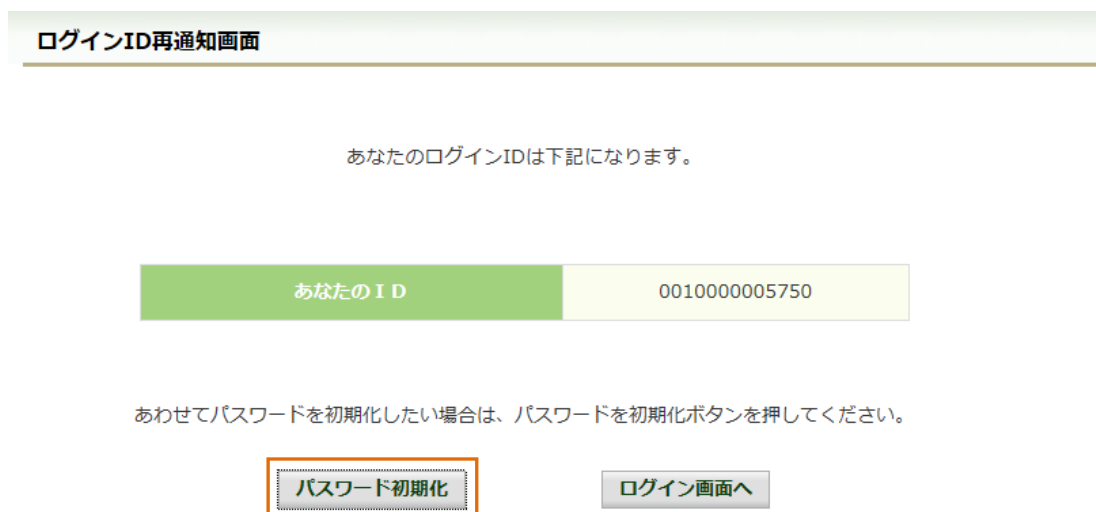 ログインID再通知画面
あなたのログインIDは下記になります。
あなたのＩＤ 0010000005750
あわせてパスワードを初期化したい場合は、パスワードを初期化ボタンを押してください。
パスワード初期化 ログイン画面へ